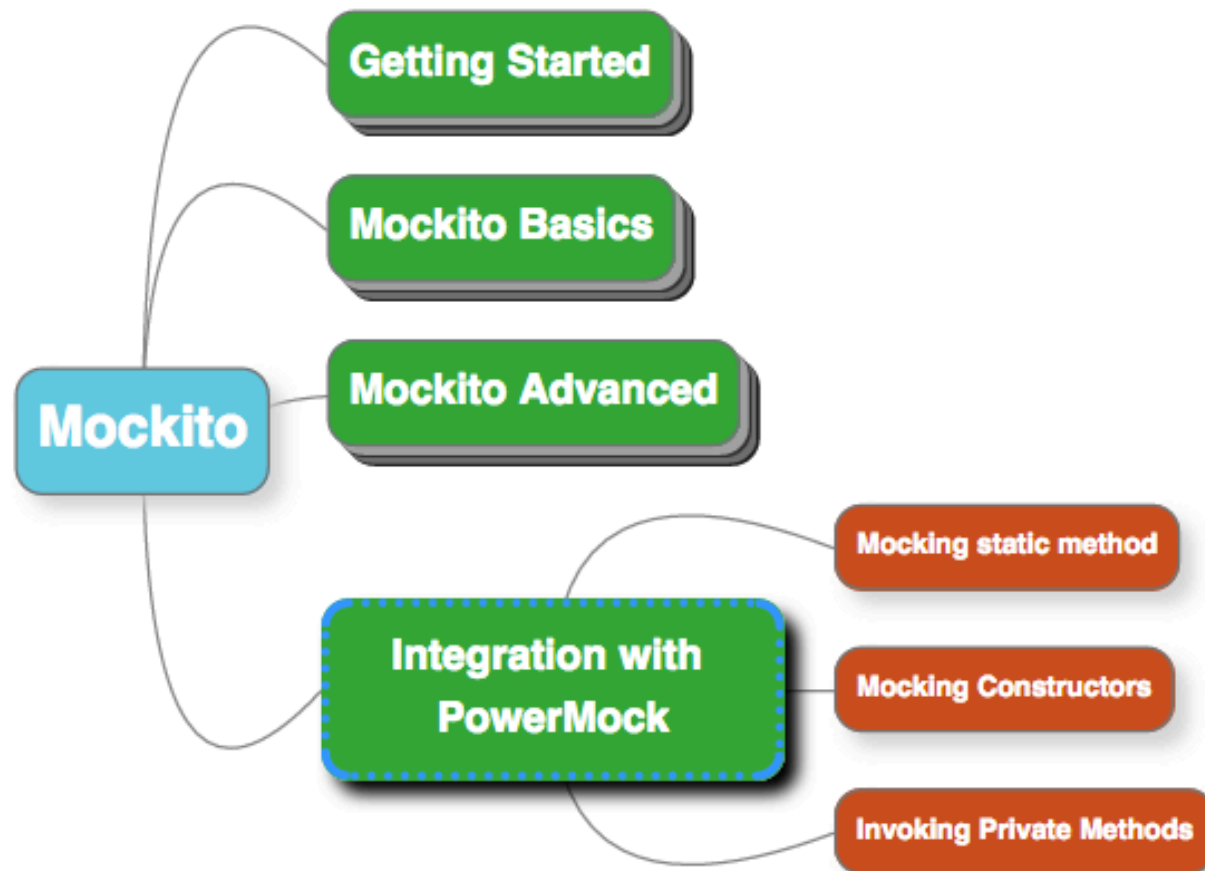 Getting Started
Mockito Basics
Mockito Advanced
Mockito
Mocking static method
Integration with
PowerMock
Mocking Constructors
Invoking Private Methods